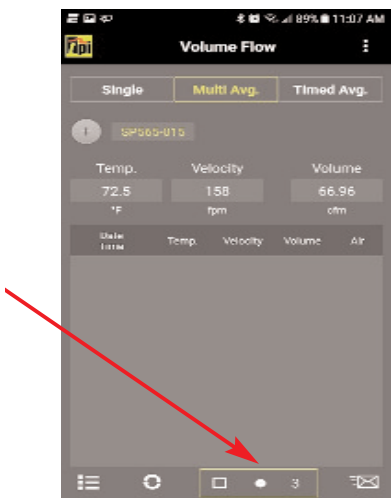 89% 11:07 AM
tpi Volume Flow
Single Multi Avg. Timed Avg.
SP565-015
Temp. Velocity Volume
72.5 158 66.96
°F fpm cfm
Date
Time Temp. Velocity Volume Air
3